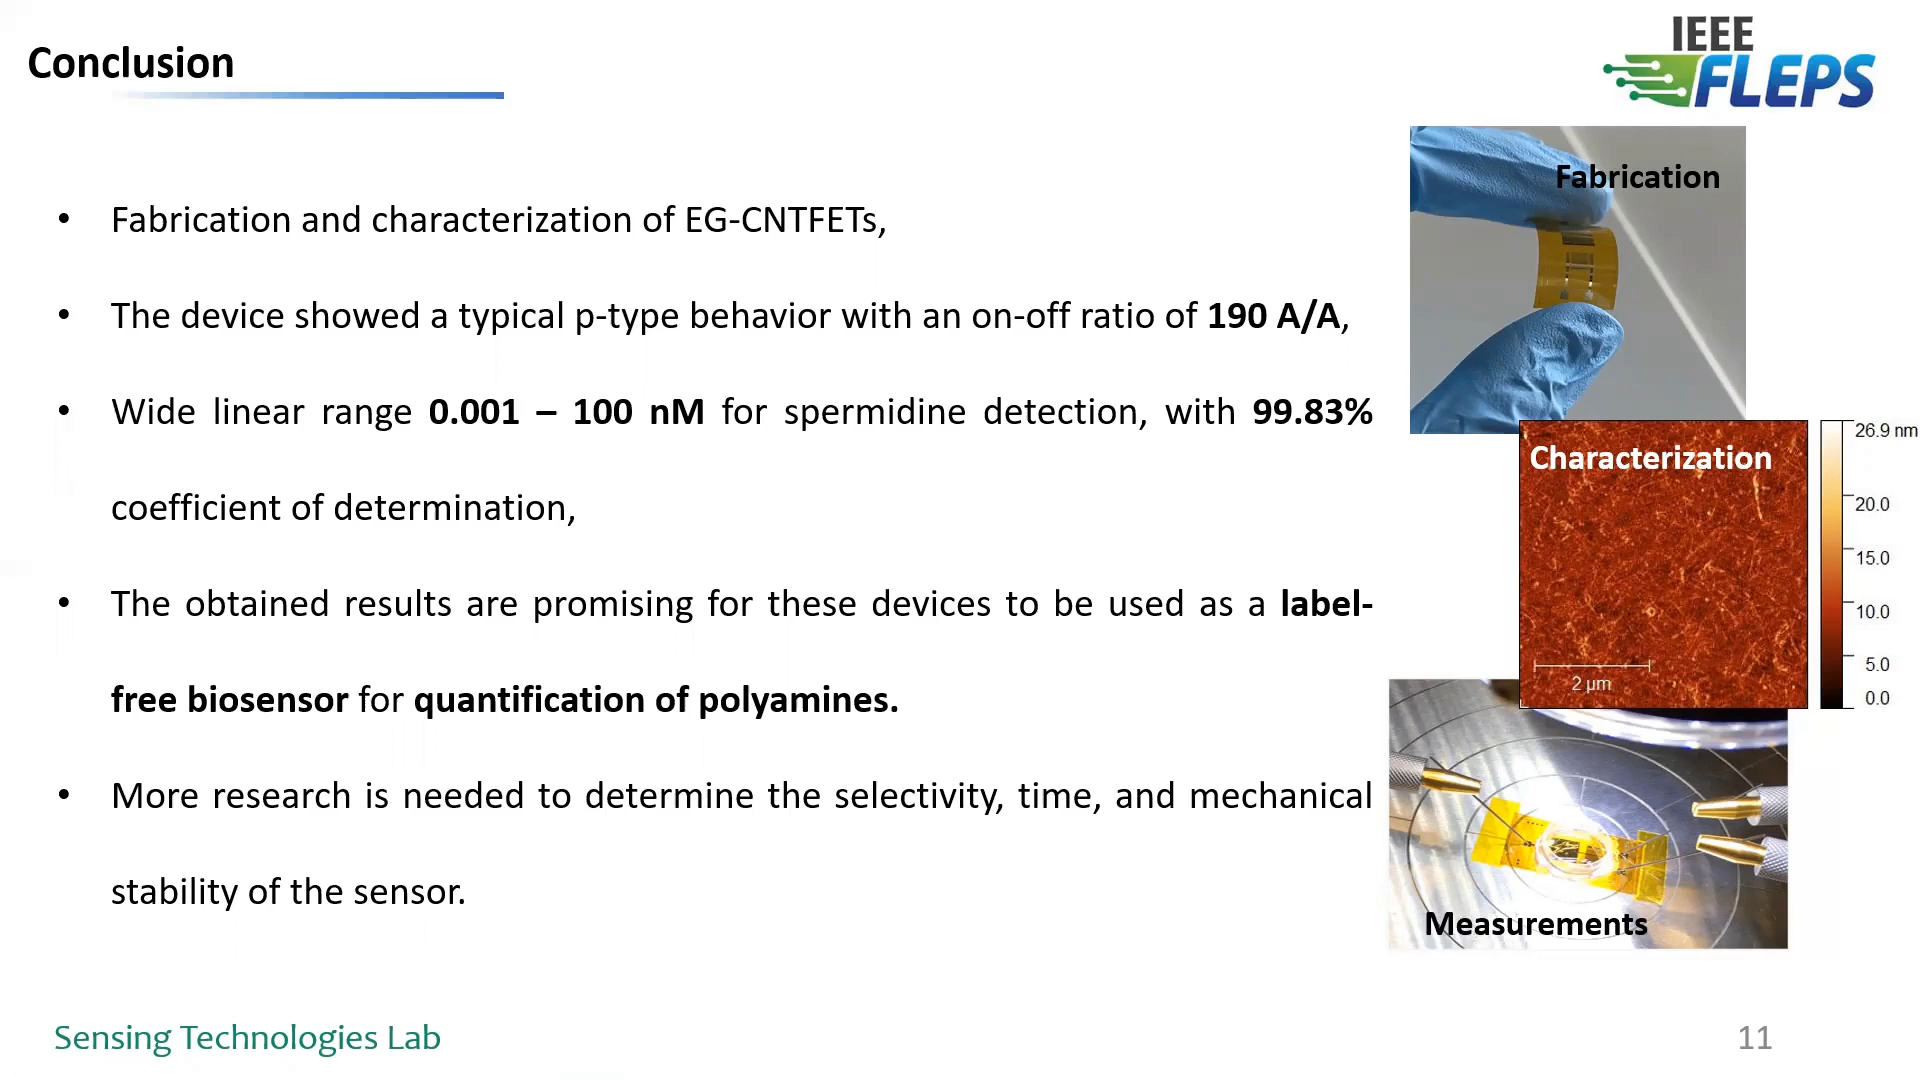 Conclusion
IEEE
FLEPS
• Fabrication and characterization of EG-CNTFETs,
• The device showed a typical p-type behavior with an on-off ratio of 190 A/A,
• Wide linear range 0.001 – 100 nM for spermidine detection, with 99.83%
coefficient of determination,
• The obtained results are promising for these devices to be used as a label-
free biosensor for quantification of polyamines.
• More research is needed to determine the selectivity, time, and mechanical
stability of the sensor.
Fabrication
Characterization
2 µm
26.9 nm
20.0
15.0
10.0
5.0
0.0
Measurements
Sensing Technologies Lab
11